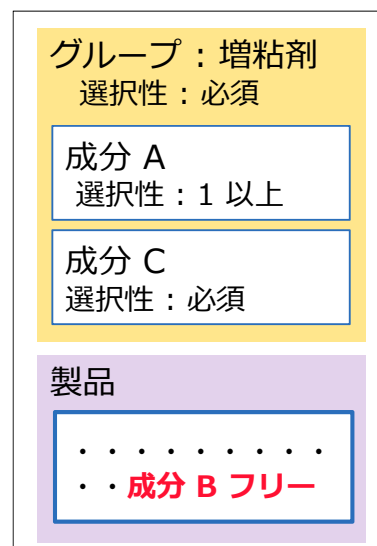 グループ：増粘剤
選択性：必須
成分 A
選択性：1 以上
成分 C
選択性：必須
製品
・・・・・・・・・
・・成分 B フリー